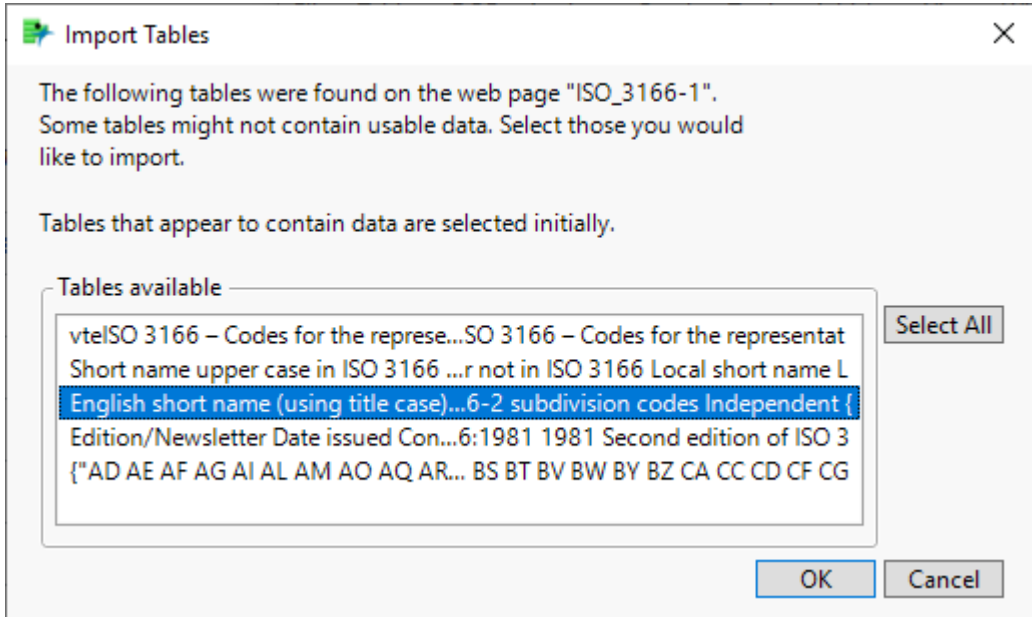 Import Tables
The following tables were found on the web page "ISO_3166-1".
Some tables might not contain usable data. Select those you would
like to import.
Tables that appear to contain data are selected initially.
Tables available
vteISO 3166 – Codes for the represe...SO 3166 – Codes for the representat
Select All
Short name upper case in ISO 3166 ...r not in ISO 3166 Local short name L
English short name (using title case)...6-2 subdivision codes Independent {
Edition/Newsletter Date issued Con...6:1981 1981 Second edition of ISO 3
{"AD AE AF AG AI AL AM AO AQ AR... BS BT BV BW BY BZ CA CC CD CF CG
OK
Cancel